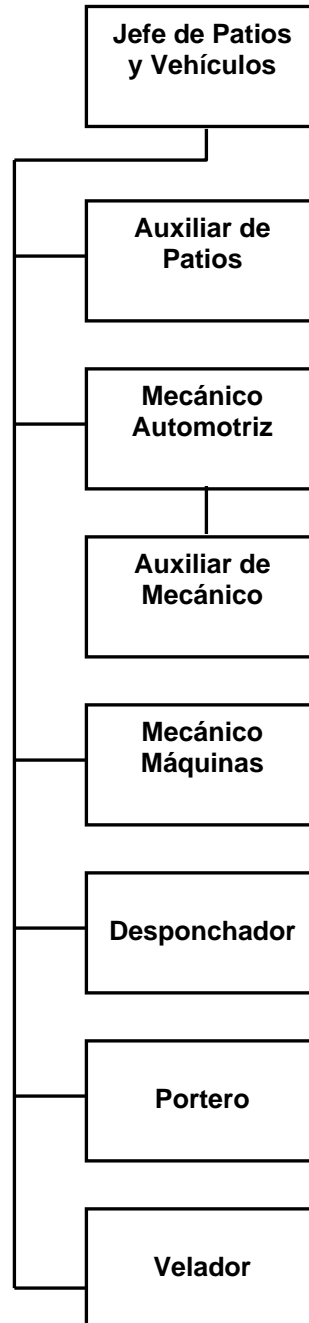 Jefe de Patios
y Vehículos
Auxiliar de
Patios
Mecánico
Automotriz
Auxiliar de
Mecánico
Mecánico
Máquinas
Desponchador
Portero
Velador